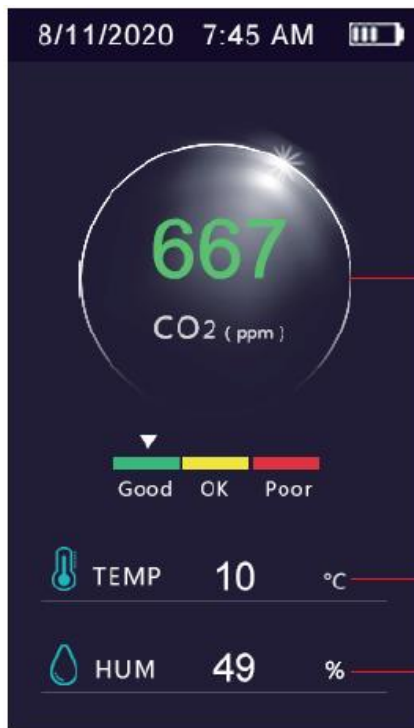 8/11/2020 7:45 AM
667
CO2 ( ppm )
Good OK Poor
TEMP 10 °C
HUM 49 %